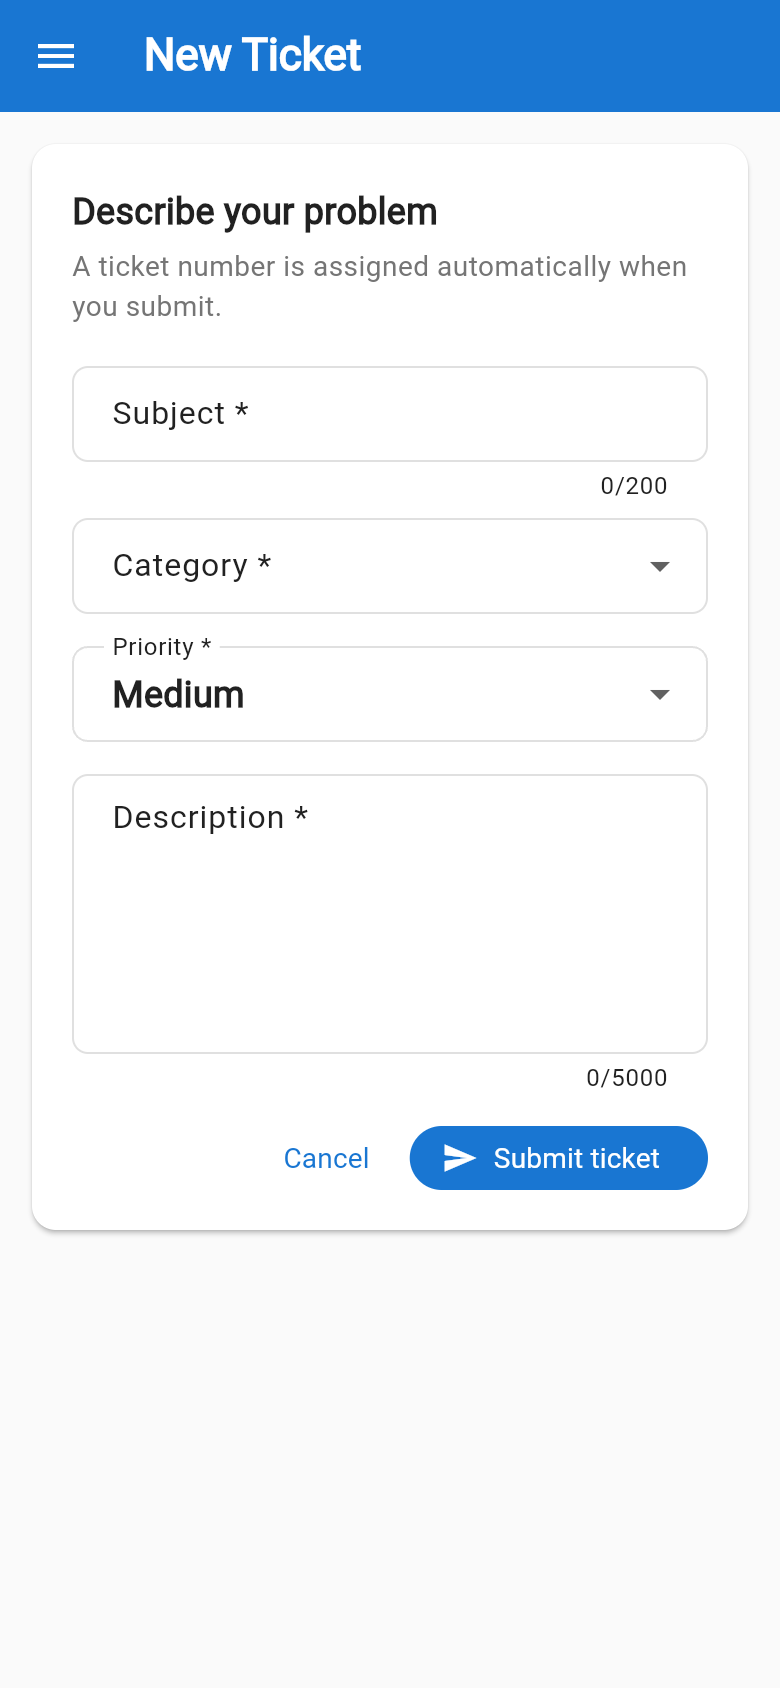 New Ticket
Describe your problem
A ticket number is assigned automatically when
you submit.
Subject *
0/200
Category *
Priority *
Medium
Description *
0/5000
Cancel
Submit ticket